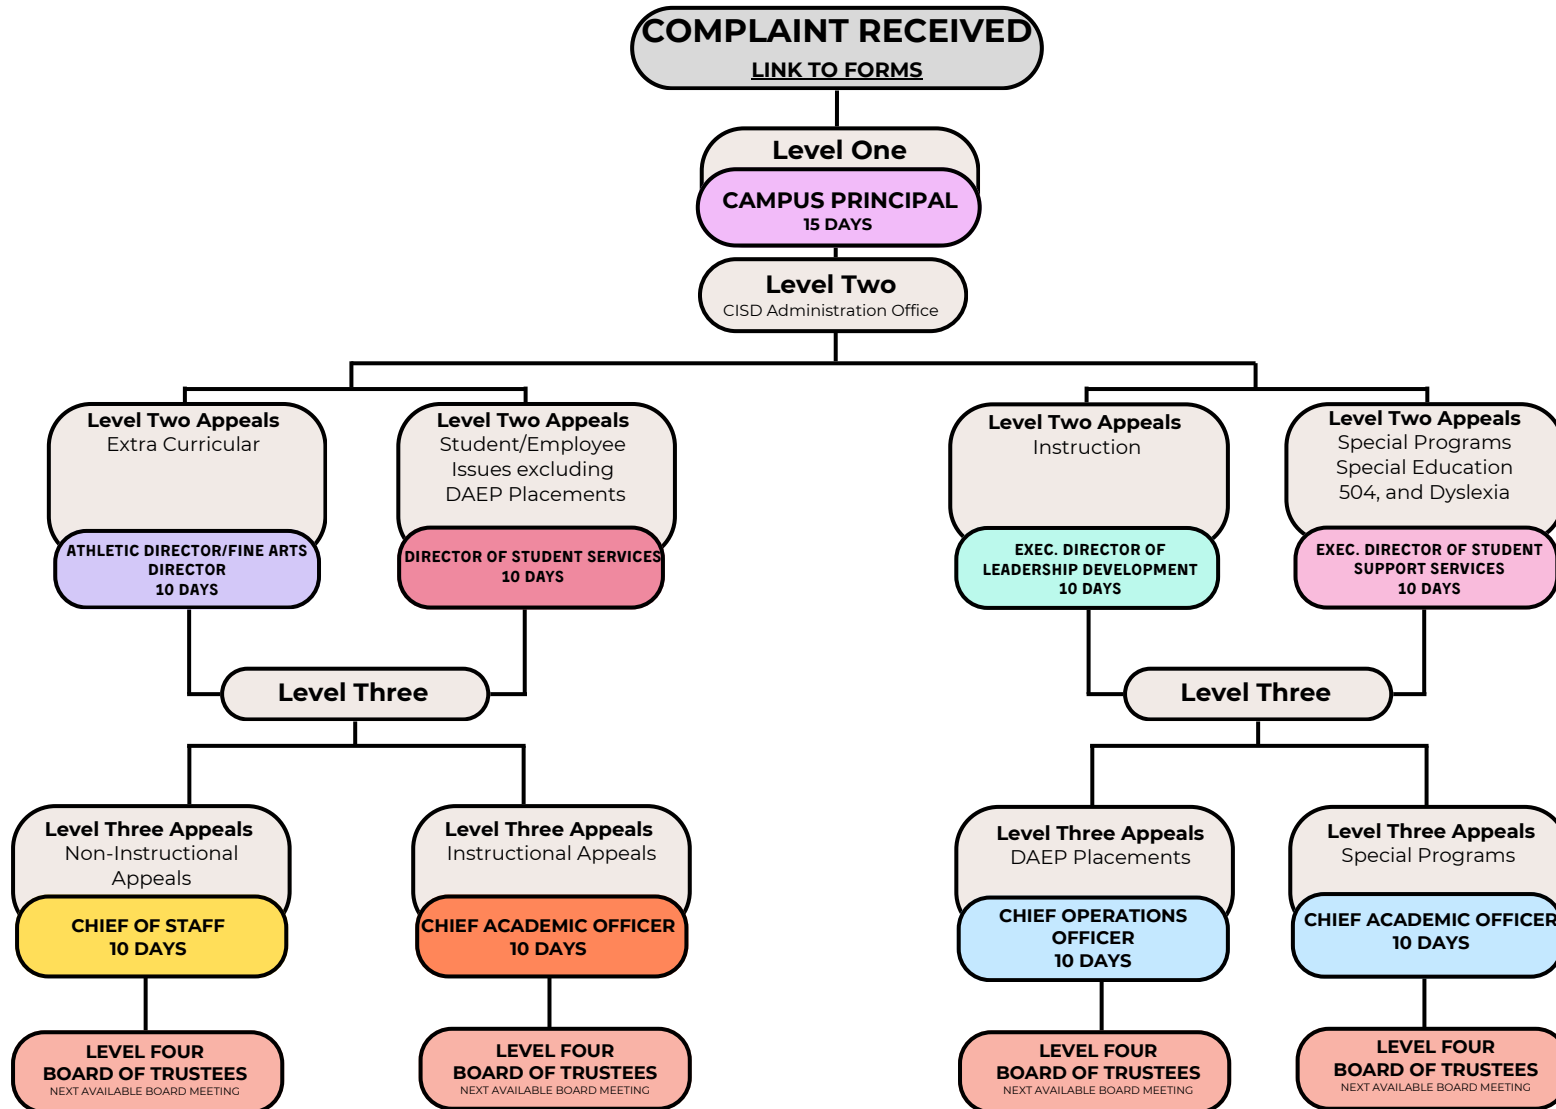 COMPLAINT RECEIVED
LINK TO FORMS
Level One
CAMPUS PRINCIPAL
15 DAYS
Level Two
CISD Administration Office
Level Two Appeals
Extra Curricular
ATHLETIC DIRECTOR/FINE ARTS
DIRECTOR
10 DAYS
Level Two Appeals
Student/Employee
Issues excluding
DAEP Placements
DIRECTOR OF STUDENT SERVICES
10 DAYS
Level Two Appeals
Instruction
EXEC. DIRECTOR OF
LEADERSHIP DEVELOPMENT
10 DAYS
Level Two Appeals
Special Programs
Special Education
504, and Dyslexia
EXEC. DIRECTOR OF STUDENT
SUPPORT SERVICES
10 DAYS
Level Three
Level Three
Level Three Appeals
Non-Instructional
Appeals
CHIEF OF STAFF
10 DAYS
Level Three Appeals
Instructional Appeals
CHIEF ACADEMIC OFFICER
10 DAYS
Level Three Appeals
DAEP Placements
CHIEF OPERATIONS
OFFICER
10 DAYS
Level Three Appeals
Special Programs
CHIEF ACADEMIC OFFICER
10 DAYS
LEVEL FOUR
BOARD OF TRUSTEES
NEXT AVAILABLE BOARD MEETING
LEVEL FOUR
BOARD OF TRUSTEES
NEXT AVAILABLE BOARD MEETING
LEVEL FOUR
BOARD OF TRUSTEES
NEXT AVAILABLE BOARD MEETING
LEVEL FOUR
BOARD OF TRUSTEES
NEXT AVAILABLE BOARD MEETING